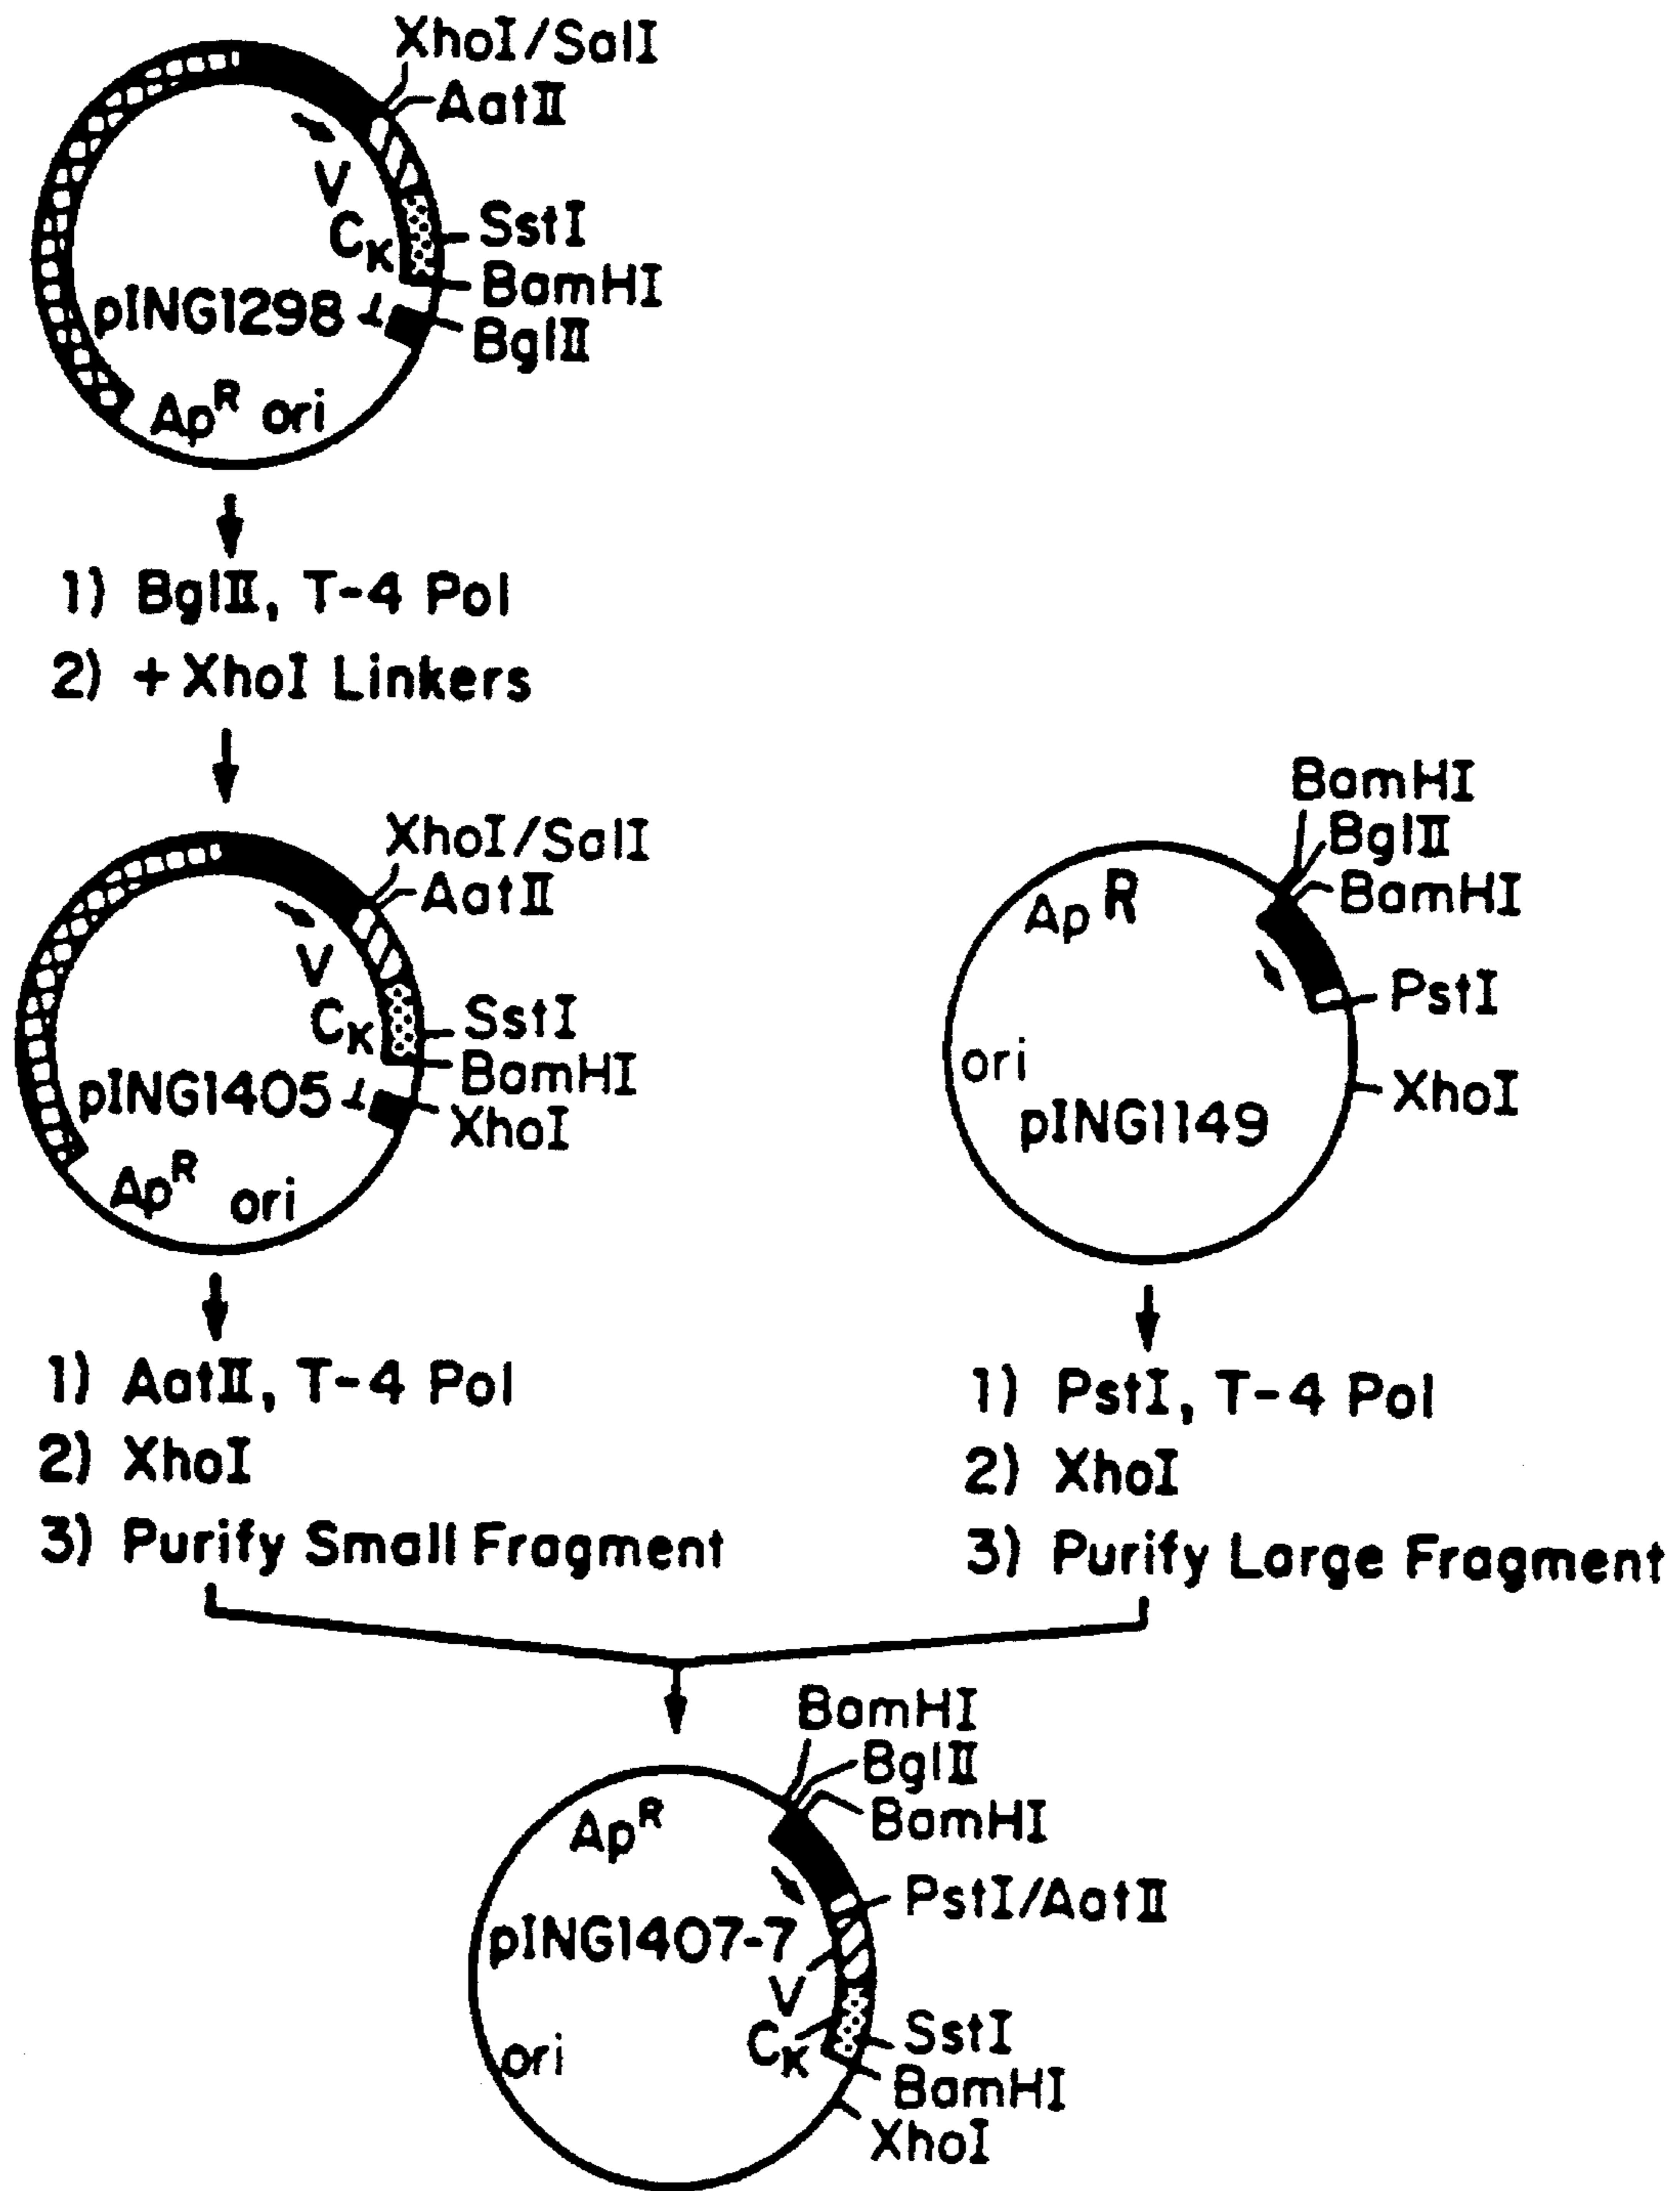 XhoI/SalI
AatII
V
CK
SstI
BamHI
pING1298
BglII
ApR ori
1) BglII, T-4 Pol
2) +XhoI Linkers
XhoI/SalI
AatII
V
CK
SstI
BamHI
pING1405
XhoI
ApR ori
BamHI
BglII
BamHI
ApR
PstI
ori
XhoI
pING1149
1) AatII, T-4 Pol
2) XhoI
3) Purify Small Fragment
1) PstI, T-4 Pol
2) XhoI
3) Purify Large Fragment
BamHI
BglII
BamHI
ApR
PstI/AatII
pING1407-7
V
CK
SstI
ori
BamHI
XhoI